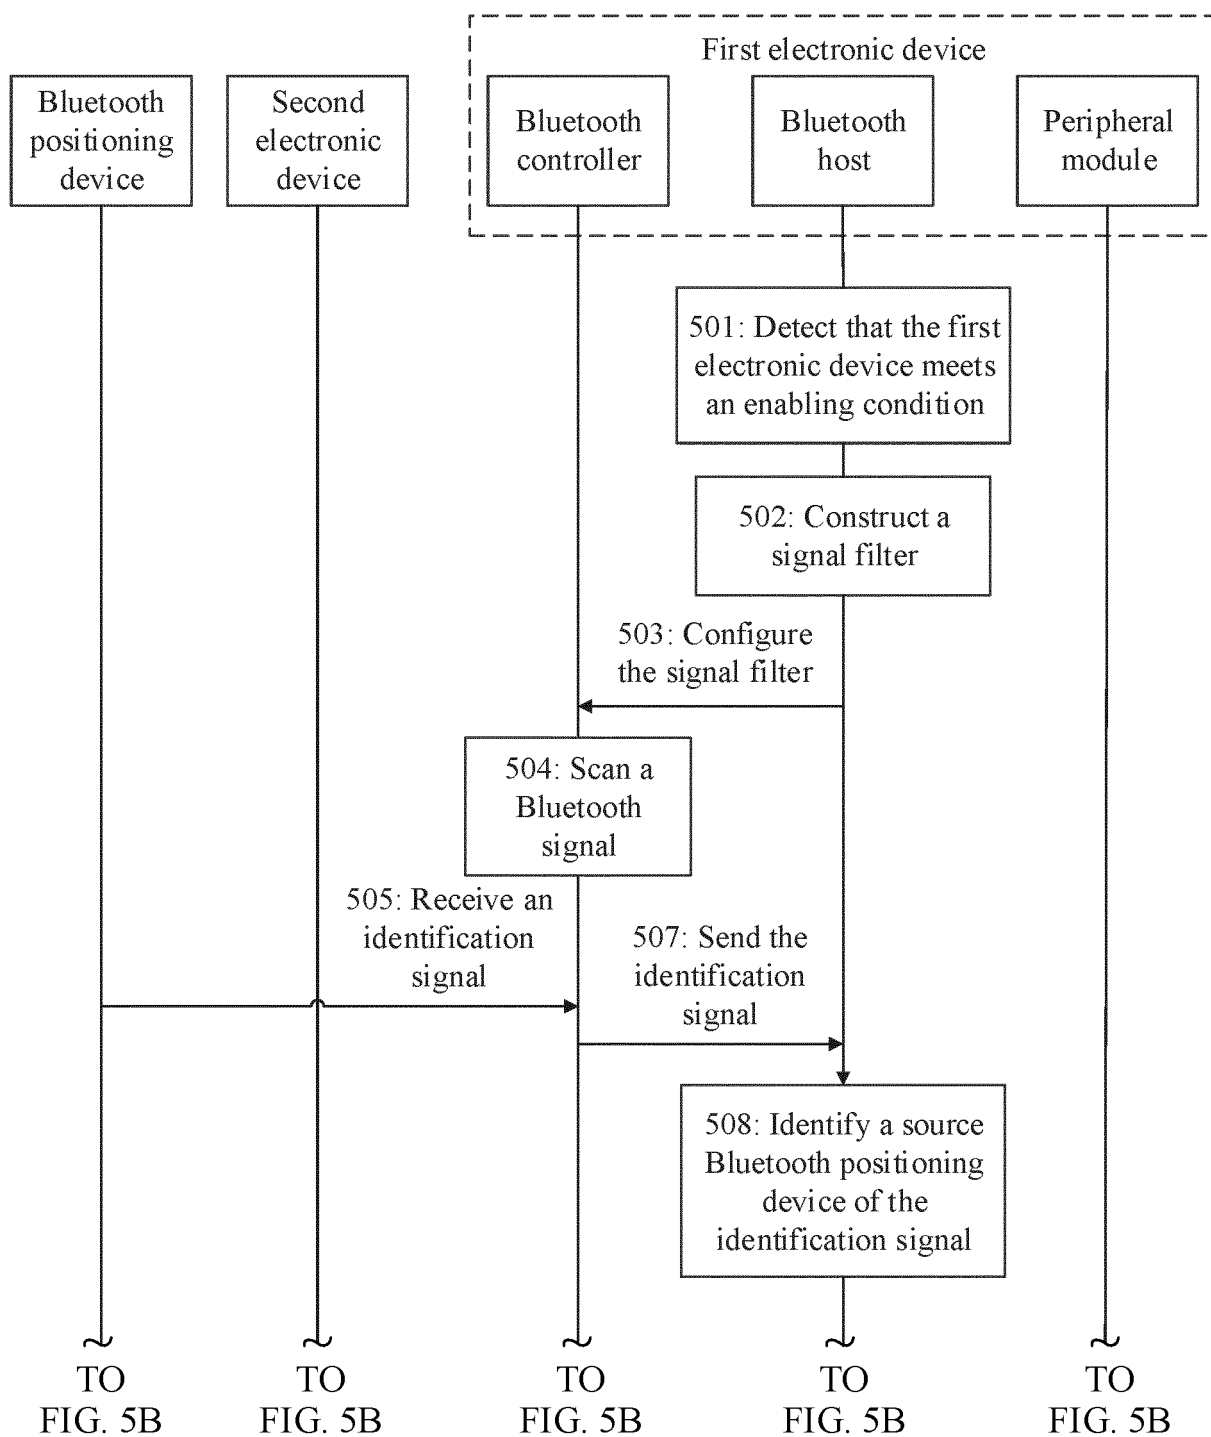 First electronic device
Bluetooth
positioning
device
Second
electronic
device
Bluetooth
controller
Bluetooth
host
Peripheral
module
501: Detect that the first
electronic device meets
an enabling condition
502: Construct a
signal filter
503: Configure
the signal filter
504: Scan a
Bluetooth
signal
505: Receive an
identification
signal
507: Send the
identification
signal
508: Identify a source
Bluetooth positioning
device of the
identification signal
TO
FIG. 5B
TO
FIG. 5B
TO
FIG. 5B
TO
FIG. 5B
TO
FIG. 5B